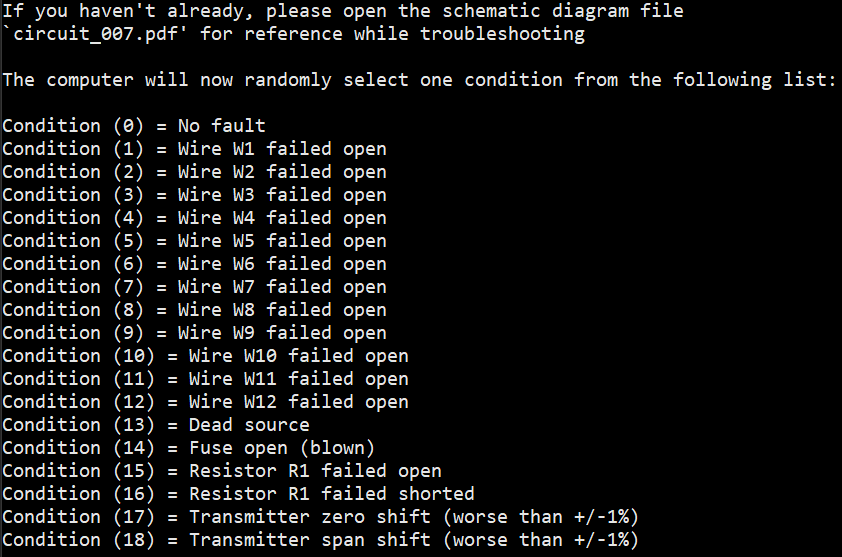 If you haven't already, please open the schematic diagram file
`circuit_007.pdf' for reference while troubleshooting
The computer will now randomly select one condition from the following list:
Condition (0) = No fault
Condition (1) = Wire W1 failed open
Condition (2) = Wire W2 failed open
Condition (3) = Wire W3 failed open
Condition (4) = Wire W4 failed open
Condition (5) = Wire W5 failed open
Condition (6) = Wire W6 failed open
Condition (7) = Wire W7 failed open
Condition (8) = Wire W8 failed open
Condition (9) = Wire W9 failed open
Condition (10) = Wire W10 failed open
Condition (11) = Wire W11 failed open
Condition (12) = Wire W12 failed open
Condition (13) = Dead source
Condition (14) = Fuse open (blown)
Condition (15) = Resistor R1 failed open
Condition (16) = Resistor R1 failed shorted
Condition (17) = Transmitter zero shift (worse than +/-1%)
Condition (18) = Transmitter span shift (worse than +/-1%)